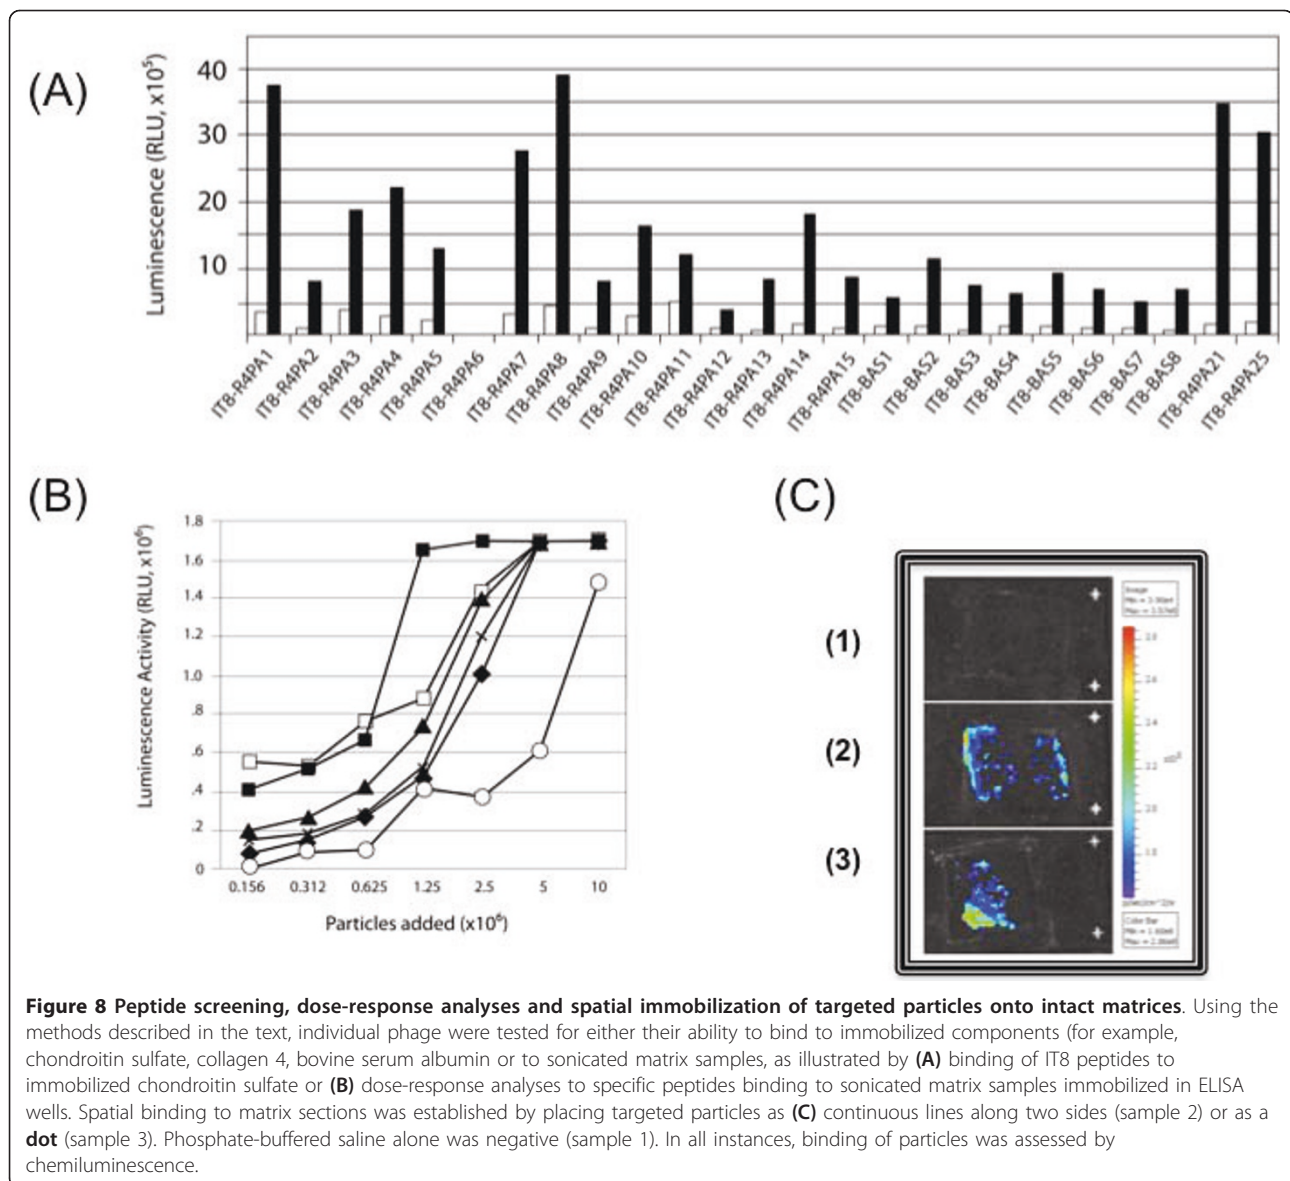 (A)
Luminescence (RLU, x10⁵)
40
30
20
10
IT8-R4PA1
IT8-R4PA2
IT8-R4PA3
IT8-R4PA4
IT8-R4PA5
IT8-R4PA6
IT8-R4PA7
IT8-R4PA8
IT8-R4PA9
IT8-R4PA10
IT8-R4PA11
IT8-R4PA12
IT8-R4PA13
IT8-R4PA14
IT8-R4PA15
IT8-BAS1
IT8-BAS2
IT8-BAS3
IT8-BAS4
IT8-BAS5
IT8-BAS6
IT8-BAS7
IT8-BAS8
IT8-R4PA21
IT8-R4PA25
(B)
Luminescence Activity (RLU, x10⁶)
1.8
1.6
1.4
1.2
1.0
.8
.6
.4
.2
0
0.156 0.312 0.625 1.25 2.5 5 10
Particles added (x10⁶)
(C)
(1)
(2)
(3)
Image
Color Bar
Figure 8 Peptide screening, dose-response analyses and spatial immobilization of targeted particles onto intact matrices. Using the
methods described in the text, individual phage were tested for either their ability to bind to immobilized components (for example,
chondroitin sulfate, collagen 4, bovine serum albumin or to sonicated matrix samples, as illustrated by (A) binding of IT8 peptides to
immobilized chondroitin sulfate or (B) dose-response analyses to specific peptides binding to sonicated matrix samples immobilized in ELISA
wells. Spatial binding to matrix sections was established by placing targeted particles as (C) continuous lines along two sides (sample 2) or as a
dot (sample 3). Phosphate-buffered saline alone was negative (sample 1). In all instances, binding of particles was assessed by
chemiluminescence.